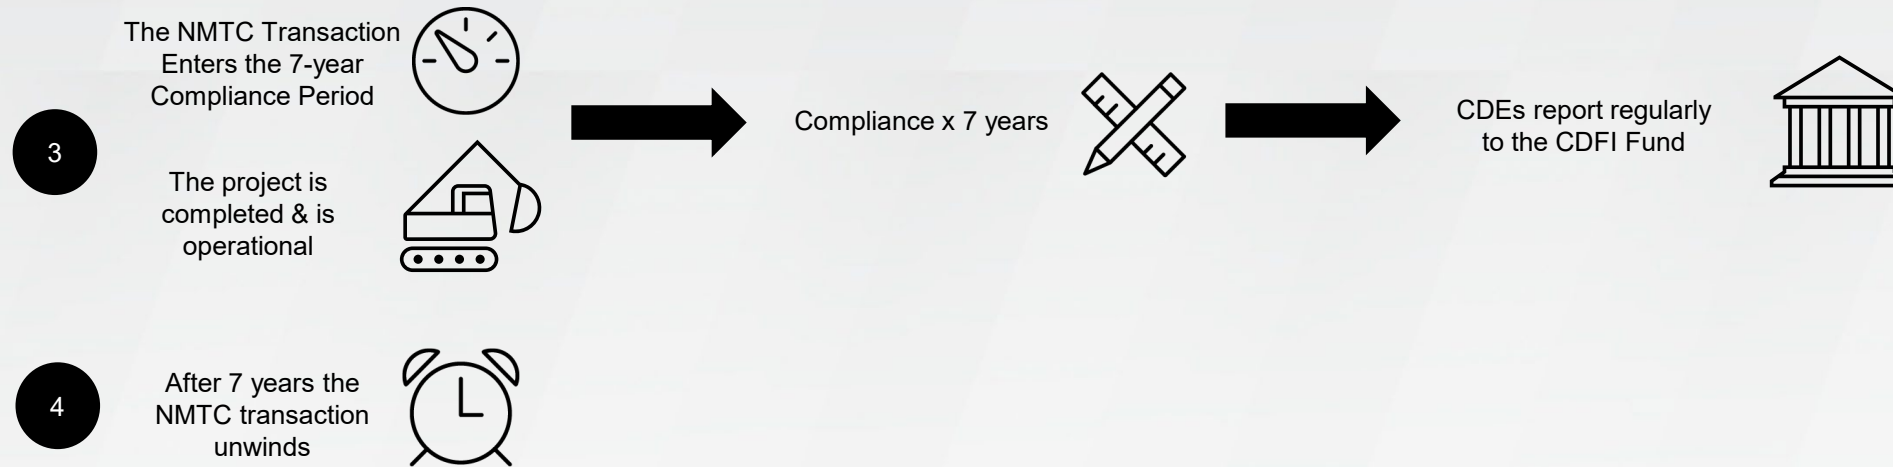 3
The NMTC Transaction
Enters the 7-year
Compliance Period
The project is
completed & is
operational
Compliance x 7 years
CDEs report regularly
to the CDFI Fund
4
After 7 years the
NMTC transaction
unwinds